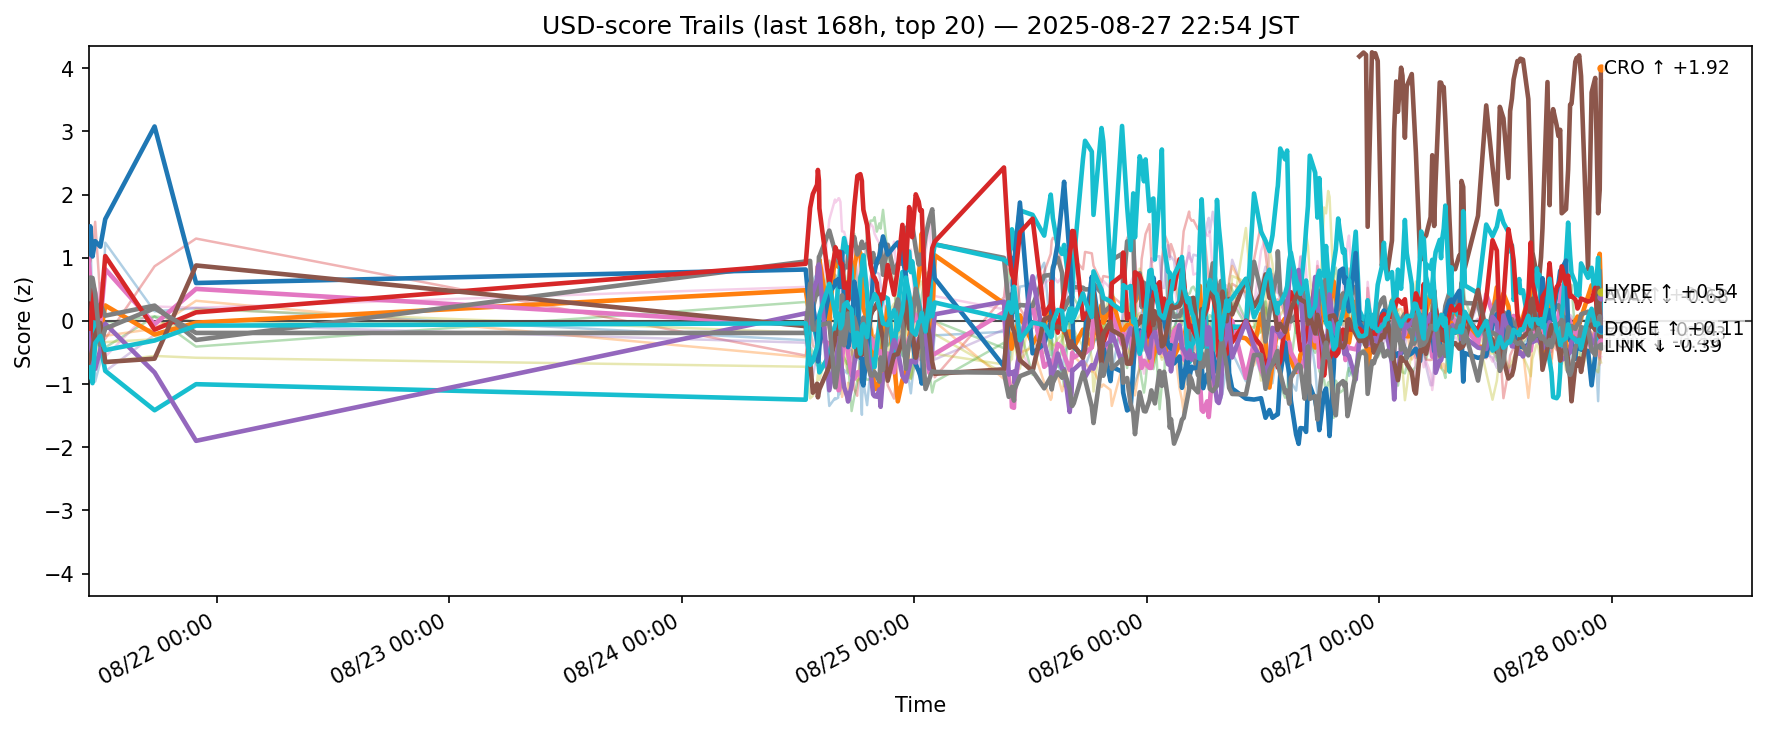 USD-score Trails (last 168h, top 20) — 2025-08-27 22:54 JST
Score (z)
4
3
2
1
0
−1
−2
−3
−4
CRO ↑ +1.92
HYPE ↑ +0.54
DOGE ↑ +0.11
LINK ↓ -0.39
08/22 00:00
08/23 00:00
08/24 00:00
08/25 00:00
08/26 00:00
08/27 00:00
08/28 00:00
Time